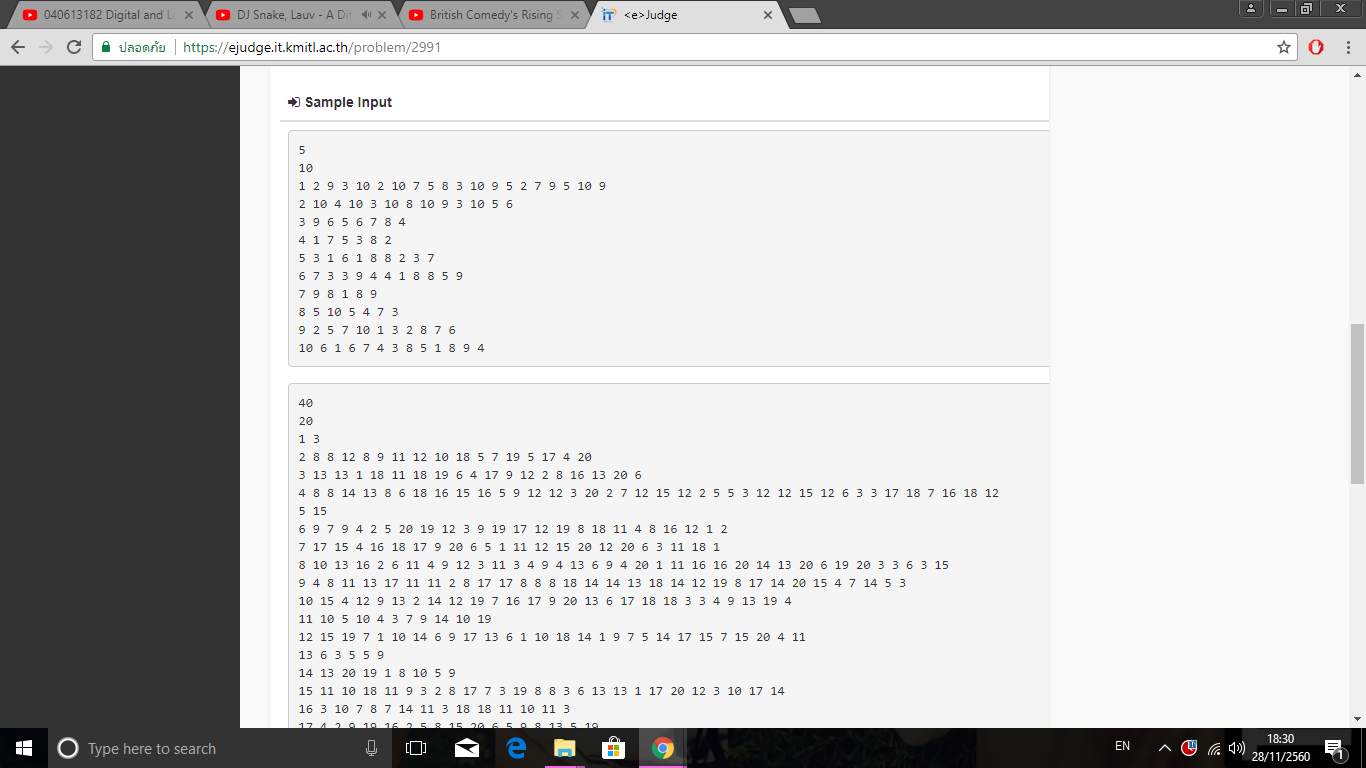 040613182 Digital and L
DJ Snake, Lauv - A Di
British Comedy's Rising S
<e>Judge
ปลอดภัย
https://ejudge.it.kmitl.ac.th/problem/2991
Sample Input
5
10
1 2 9 3 10 2 10 7 5 8 3 10 9 5 2 7 9 5 10 9
2 10 4 10 3 10 8 10 9 3 10 5 6
3 9 6 5 6 7 8 4
4 1 7 5 3 8 2
5 3 1 6 1 8 8 2 3 7
6 7 3 3 9 4 4 1 8 8 5 9
7 9 8 1 8 9
8 5 10 5 4 7 3
9 2 5 7 10 1 3 2 8 7 6
10 6 1 6 7 4 3 8 5 1 8 9 4
40
20
1 3
2 8 8 12 8 9 11 12 10 18 5 7 19 5 17 4 20
3 13 13 1 18 11 18 19 6 4 17 9 12 2 8 16 13 20 6
4 8 8 14 13 8 6 18 16 15 16 5 9 12 12 3 20 2 7 12 15 12 2 5 5 3 12 12 15 12 6 3 3 17 18 7 16 18 12
5 15
6 9 7 9 4 2 5 20 19 12 3 9 19 17 12 19 8 18 11 4 8 16 12 1 2
7 17 15 4 16 18 17 9 20 6 5 1 11 12 15 20 12 20 6 3 11 18 1
8 10 13 16 2 6 11 4 9 12 3 11 3 4 9 4 13 6 9 4 20 1 11 16 16 20 14 13 20 6 19 20 3 3 6 3 15
9 4 8 11 13 17 11 11 2 8 17 17 8 8 8 18 14 14 13 18 14 12 19 8 17 14 20 15 4 7 14 5 3
10 15 4 12 9 13 2 14 12 19 7 16 17 9 20 13 6 17 18 18 3 3 4 9 13 19 4
11 10 5 10 4 3 7 9 14 10 19
12 15 19 7 1 10 14 6 9 17 13 6 1 10 18 14 1 9 7 5 14 17 15 7 15 20 4 11
13 6 3 5 5 9
14 13 20 19 1 8 10 5 9
15 11 10 18 11 9 3 2 8 17 7 3 19 8 8 3 6 13 13 1 17 20 12 3 10 17 14
16 3 10 7 8 7 14 11 3 18 18 11 10 11 3
17 4 2 9 19 16 2 5 8 15 20 6 5 9 8 13 5 19
Type here to search
EN
18:30
28/11/2560
1